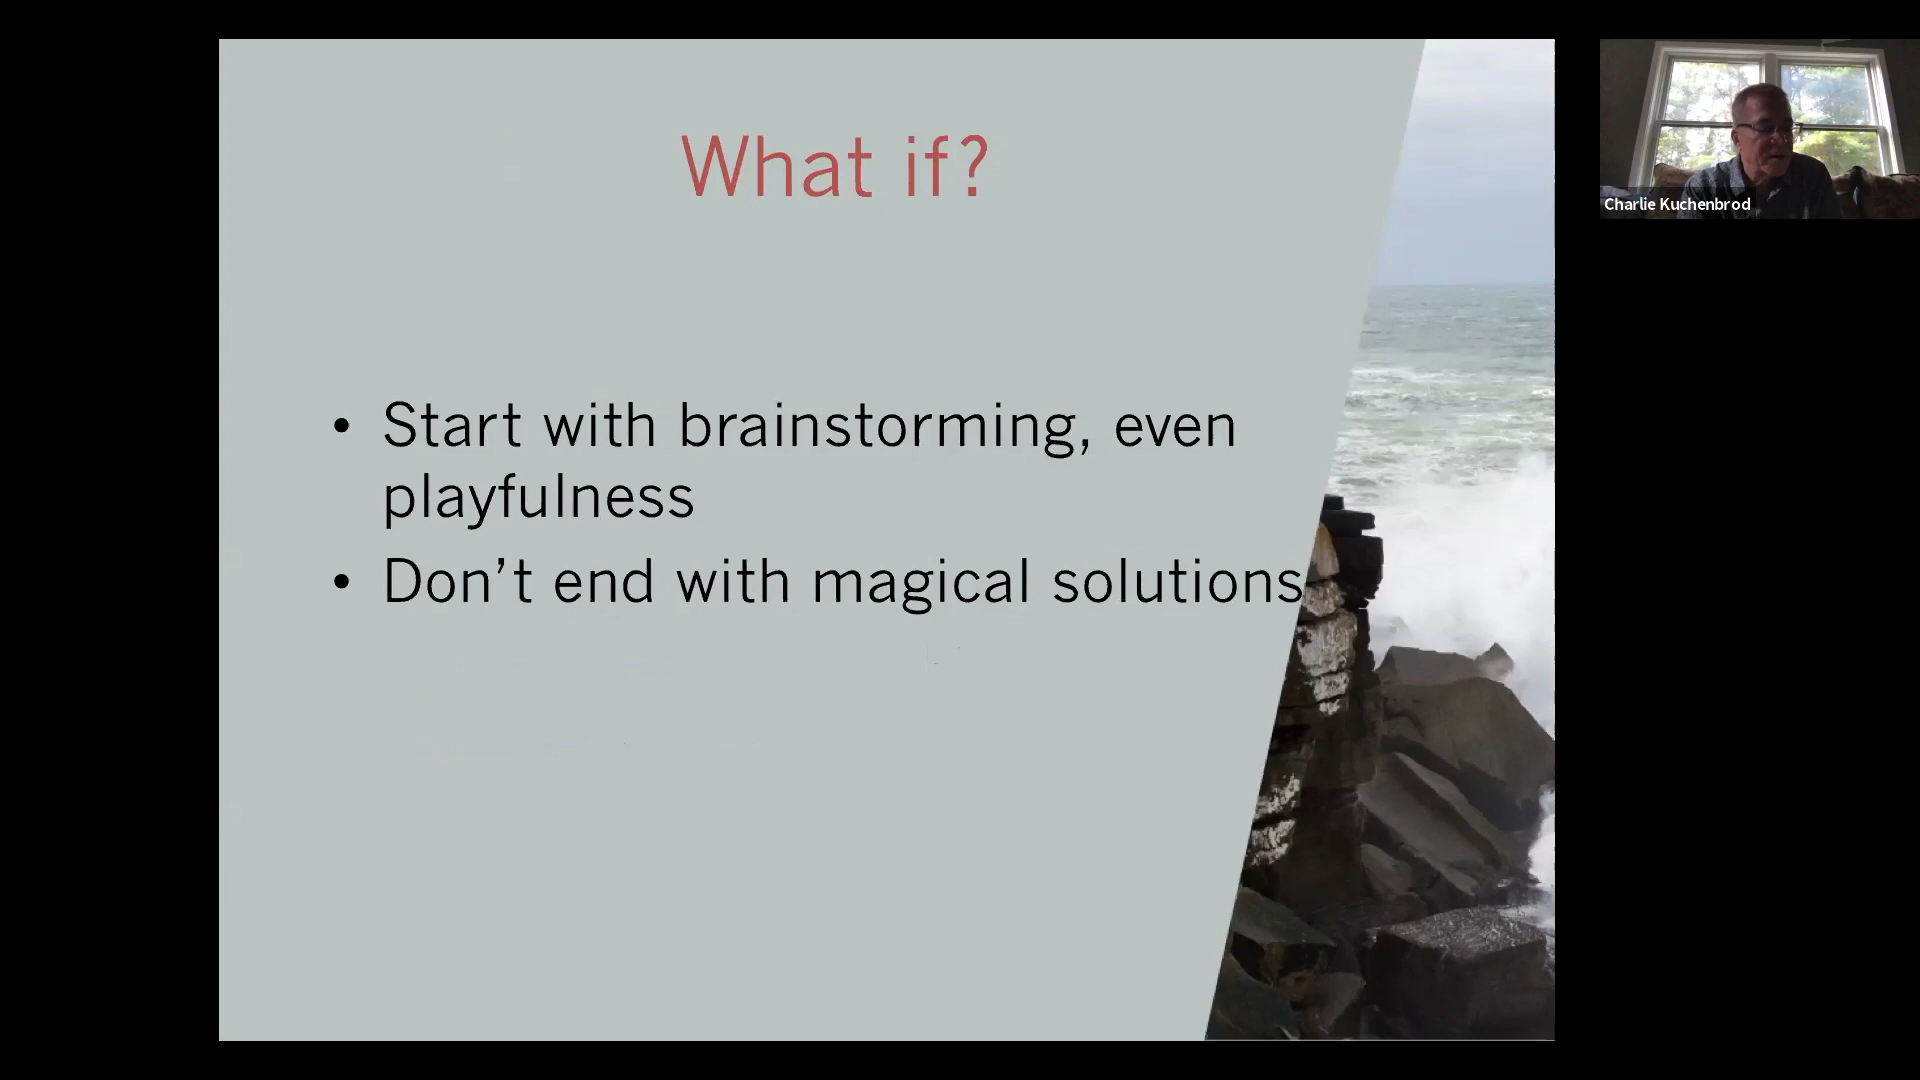 What if?
• Start with brainstorming, even
playfulness
• Don’t end with magical solutions
Charlie Kuchenbrod